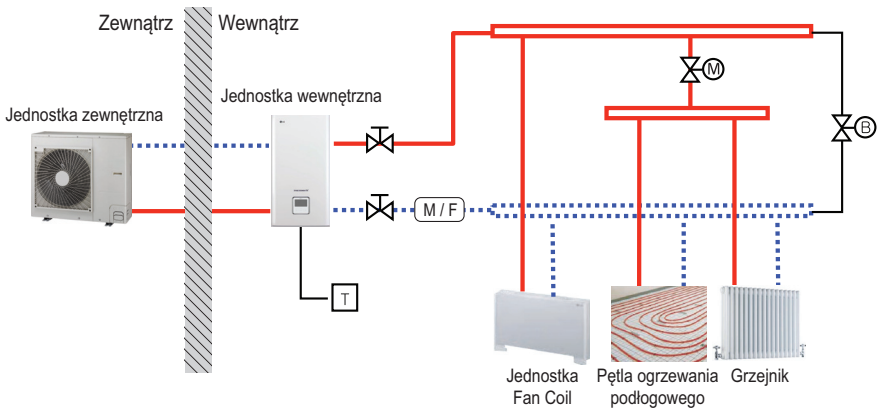 Zewnątrz
Wewnątrz
Jednostka zewnętrzna
Jednostka wewnętrzna
M
B
M / F
T
Jednostka
Fan Coil
Pętla ogrzewania
podłogowego
Grzejnik